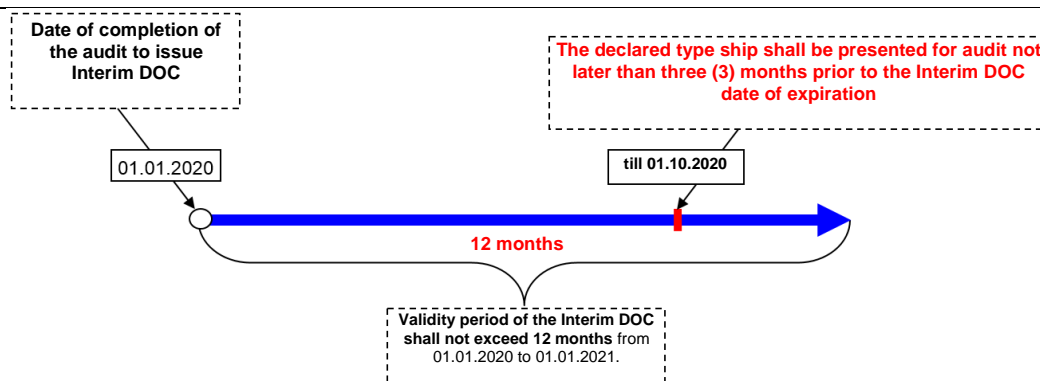 Date of completion of
the audit to issue
Interim DOC
The declared type ship shall be presented for audit not
later than three (3) months prior to the Interim DOC
date of expiration
01.01.2020
till 01.10.2020
12 months
Validity period of the Interim DOC
shall not exceed 12 months from
01.01.2020 to 01.01.2021.